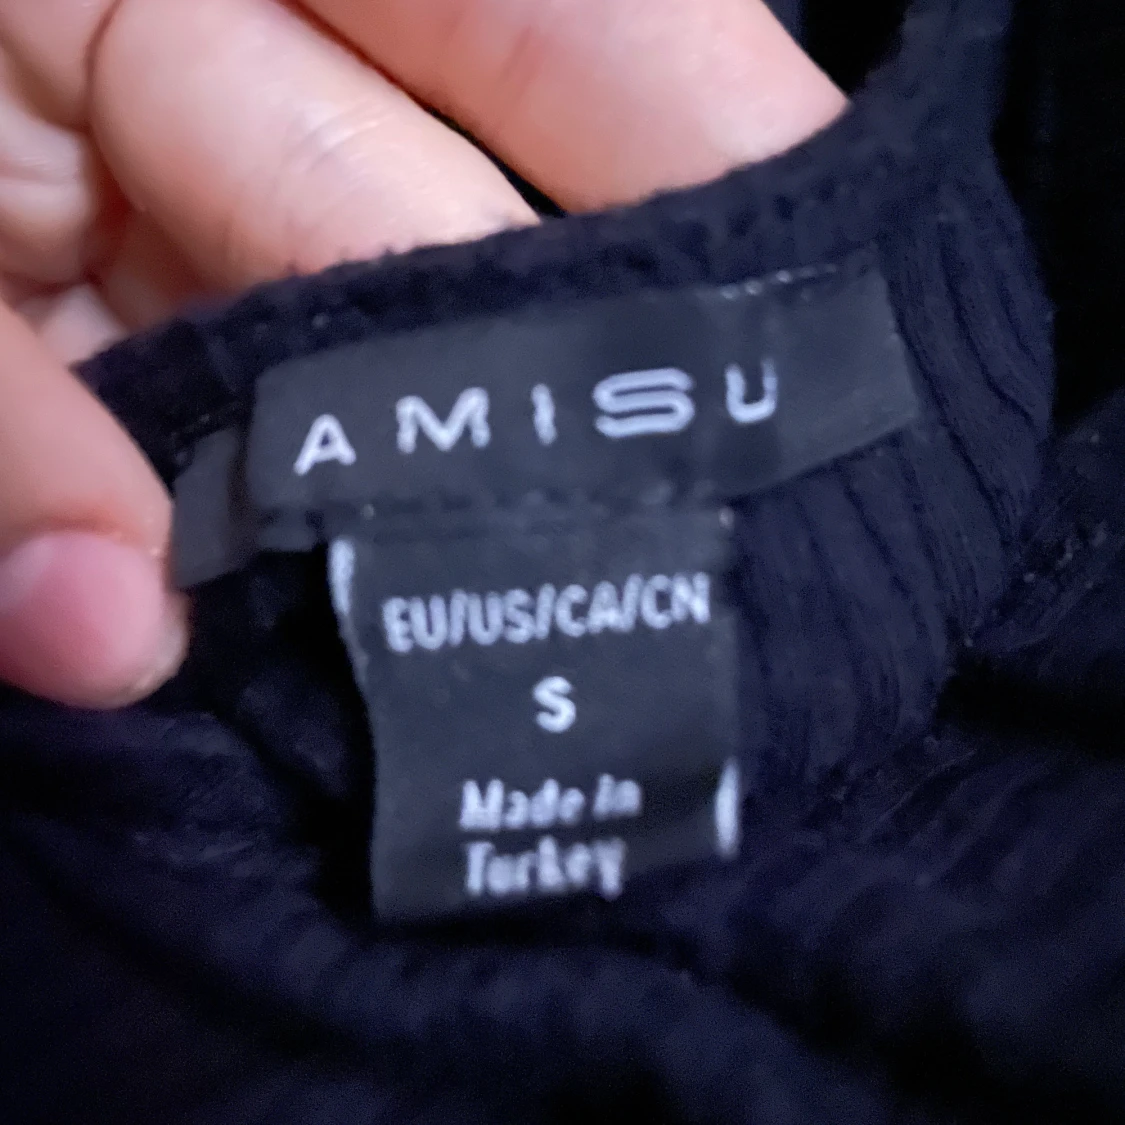 AMISU
EU/US/CA/CN
S
Made in
Turkey